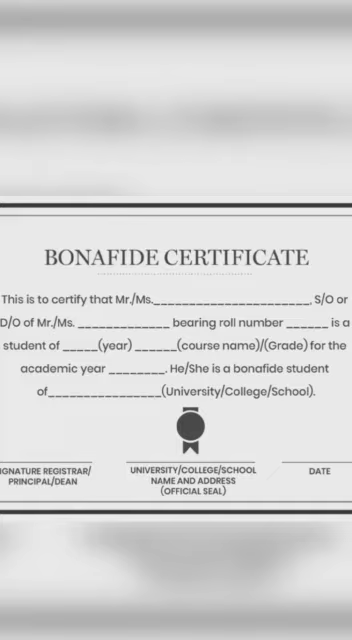 BONAFIDE CERTIFICATE
This is to certify that Mr./Ms.______________________, S/O or
D/O of Mr./Ms. _____________ bearing roll number ______ is a
student of _____(year) ______(course name)/(Grade) for the
academic year ________. He/She is a bonafide student
of________________(University/College/School).
IGNATURE REGISTRAR/ UNIVERSITY/COLLEGE/SCHOOL DATE
PRINCIPAL/DEAN NAME AND ADDRESS
(OFFICIAL SEAL)